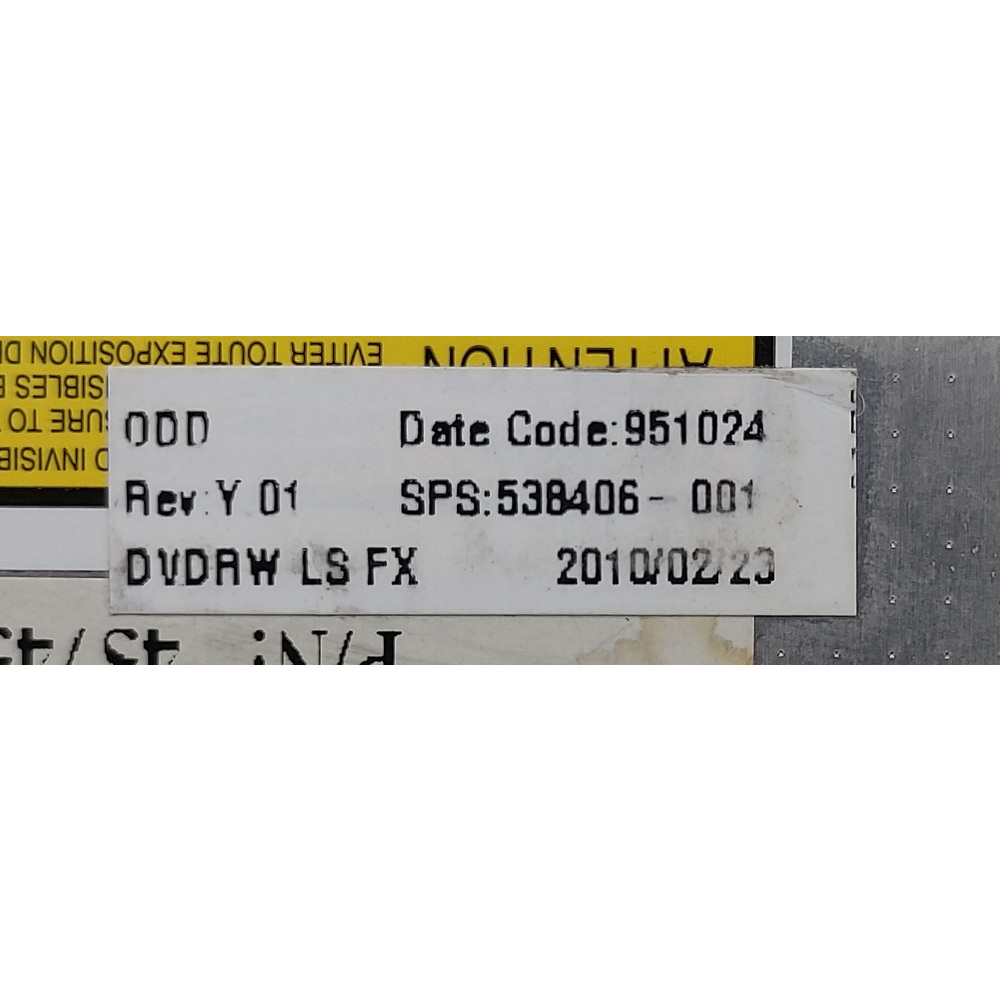 EVITER TOUTE EXPOSITION
ATTENTION
ODD Date Code:951024
Rev:Y 01 SPS:538406-001
DVDRW LS FX 2010/02/23
P/N: